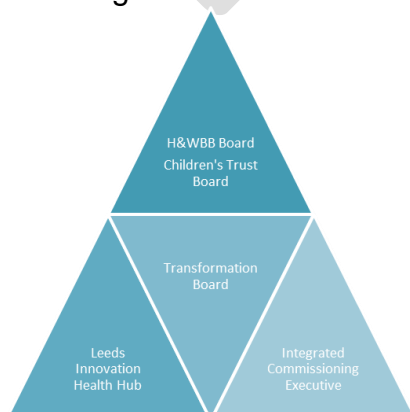 H&WBB Board
Children's Trust
Board
Transformation
Board
Leeds
Innovation
Health Hub
Integrated
Commissioning
Executive